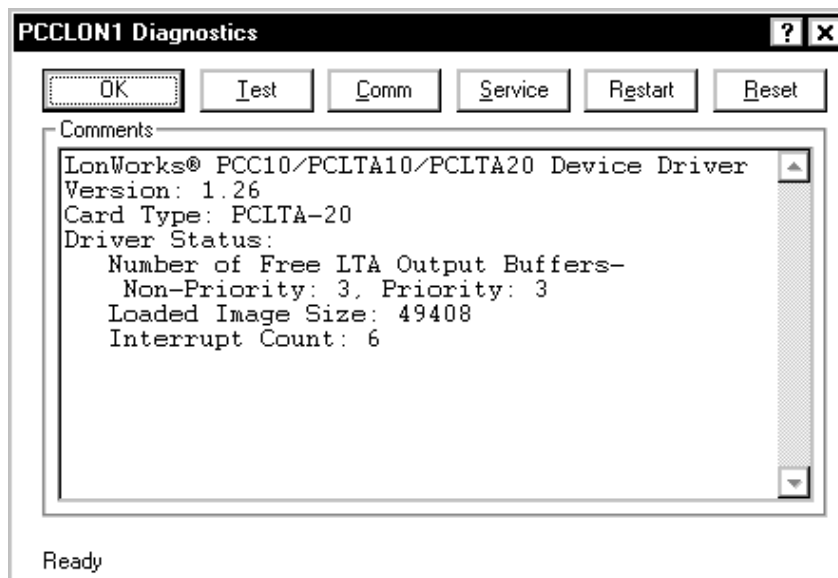 PCCLON1 Diagnostics
OK Test Comm Service Restart Reset
Comments
LonWorks® PCC10/PCLTA10/PCLTA20 Device Driver
Version: 1.26
Card Type: PCLTA-20
Driver Status:
Number of Free LTA Output Buffers-
Non-Priority: 3, Priority: 3
Loaded Image Size: 49408
Interrupt Count: 6
Ready